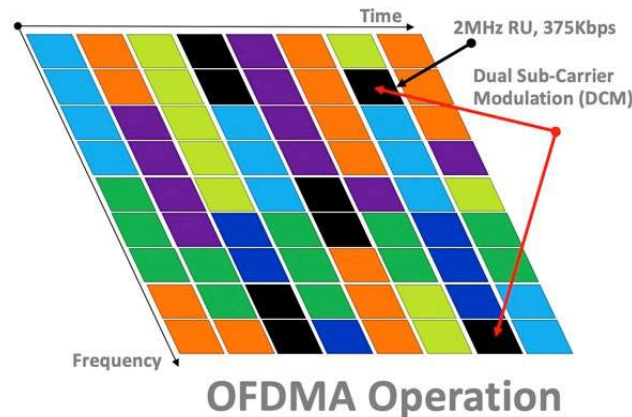 Time
2MHz RU, 375Kbps
Dual Sub-Carrier
Modulation (DCM)
Frequency
OFDMA Operation